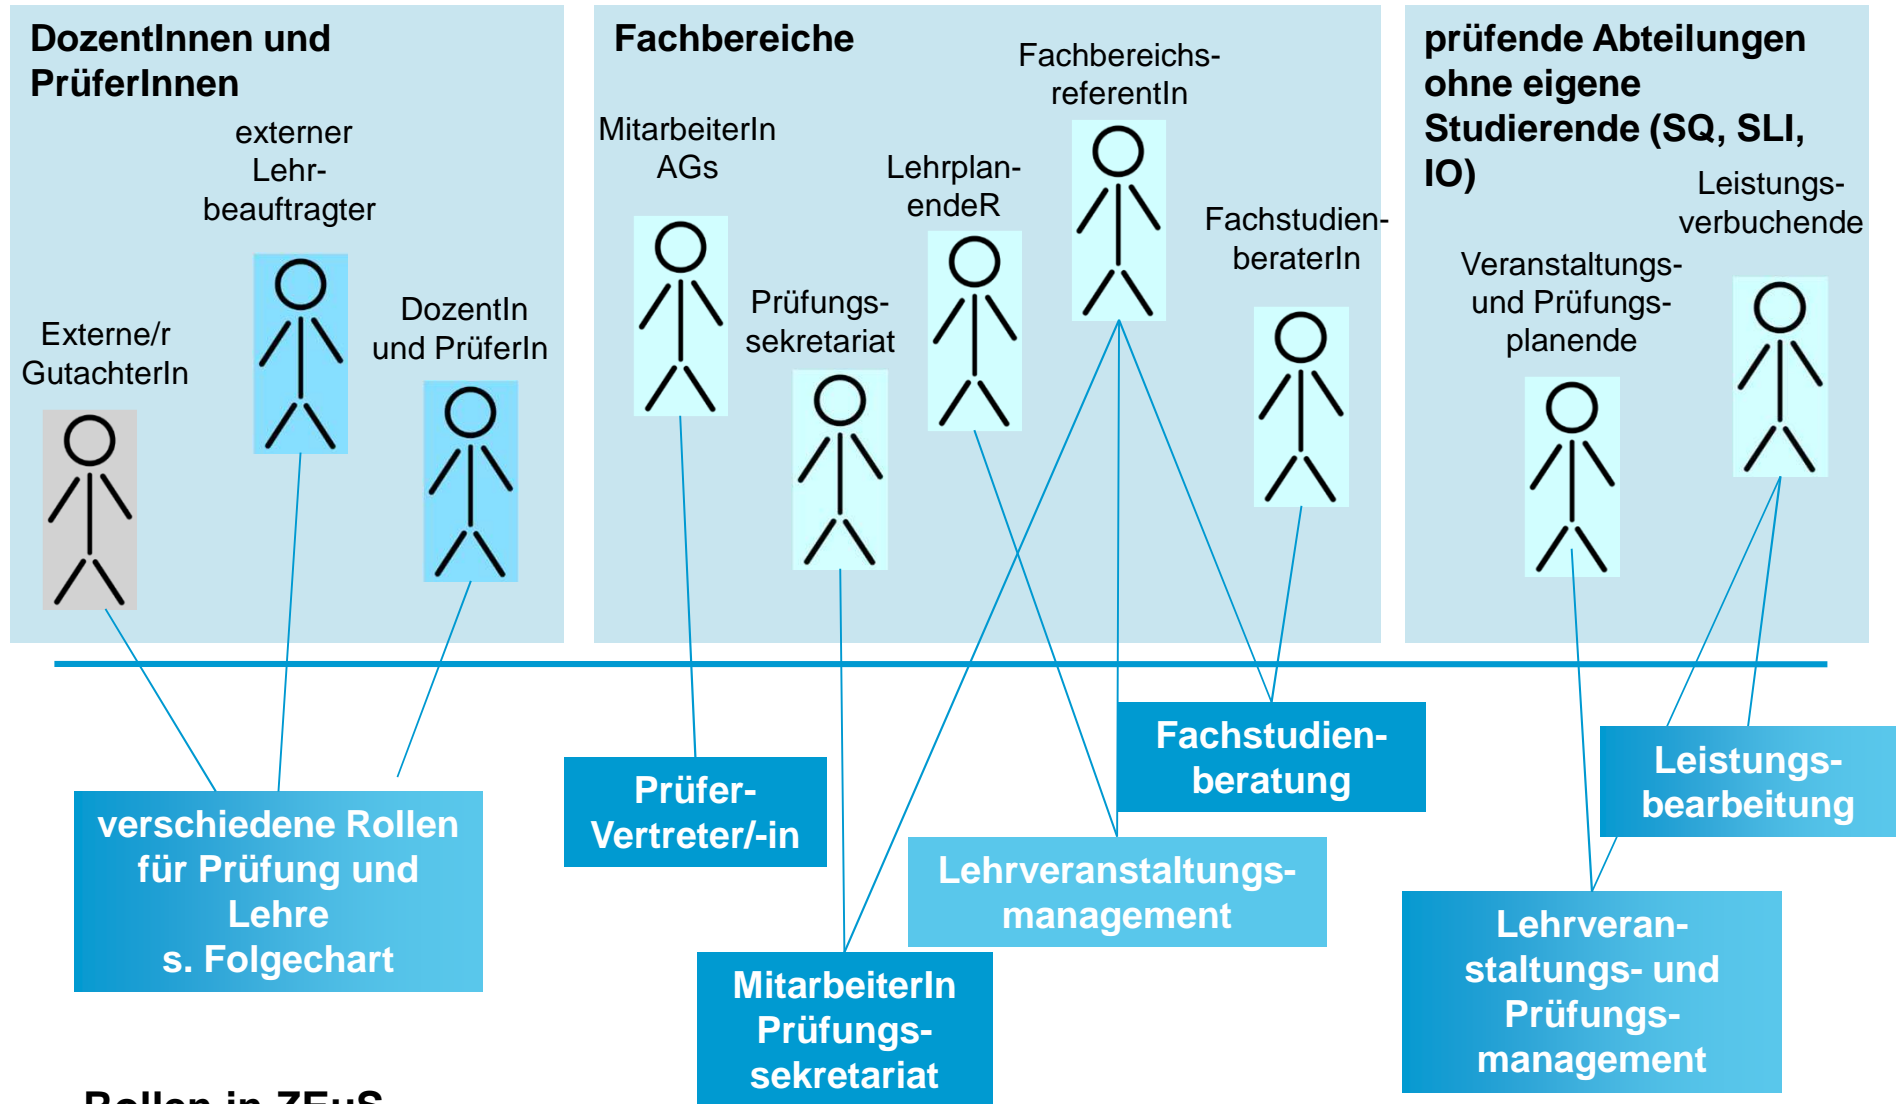 DozentInnen und
PrüferInnen
externer
Lehr-
beauftragter
Externe/r
GutachterIn
DozentIn
und PrüferIn
Fachbereiche
MitarbeiterIn
AGs
Prüfungs-
sekretariat
Lehrplan-
endeR
Fachbereichs-
referentIn
Fachstudien-
beraterIn
prüfende Abteilungen
ohne eigene
Studierende (SQ, SLI,
IO)
Leistungs-
verbuchende
Veranstaltungs-
und Prüfungs-
planende
verschiedene Rollen
für Prüfung und
Lehre
s. Folgechart
Prüfer-
Vertreter/-in
MitarbeiterIn
Prüfungs-
sekretariat
Lehrveranstaltungs-
management
Fachstudien-
beratung
Leistungs-
bearbeitung
Lehrveran-
staltungs- und
Prüfungs-
management
Rollen in ZEuS